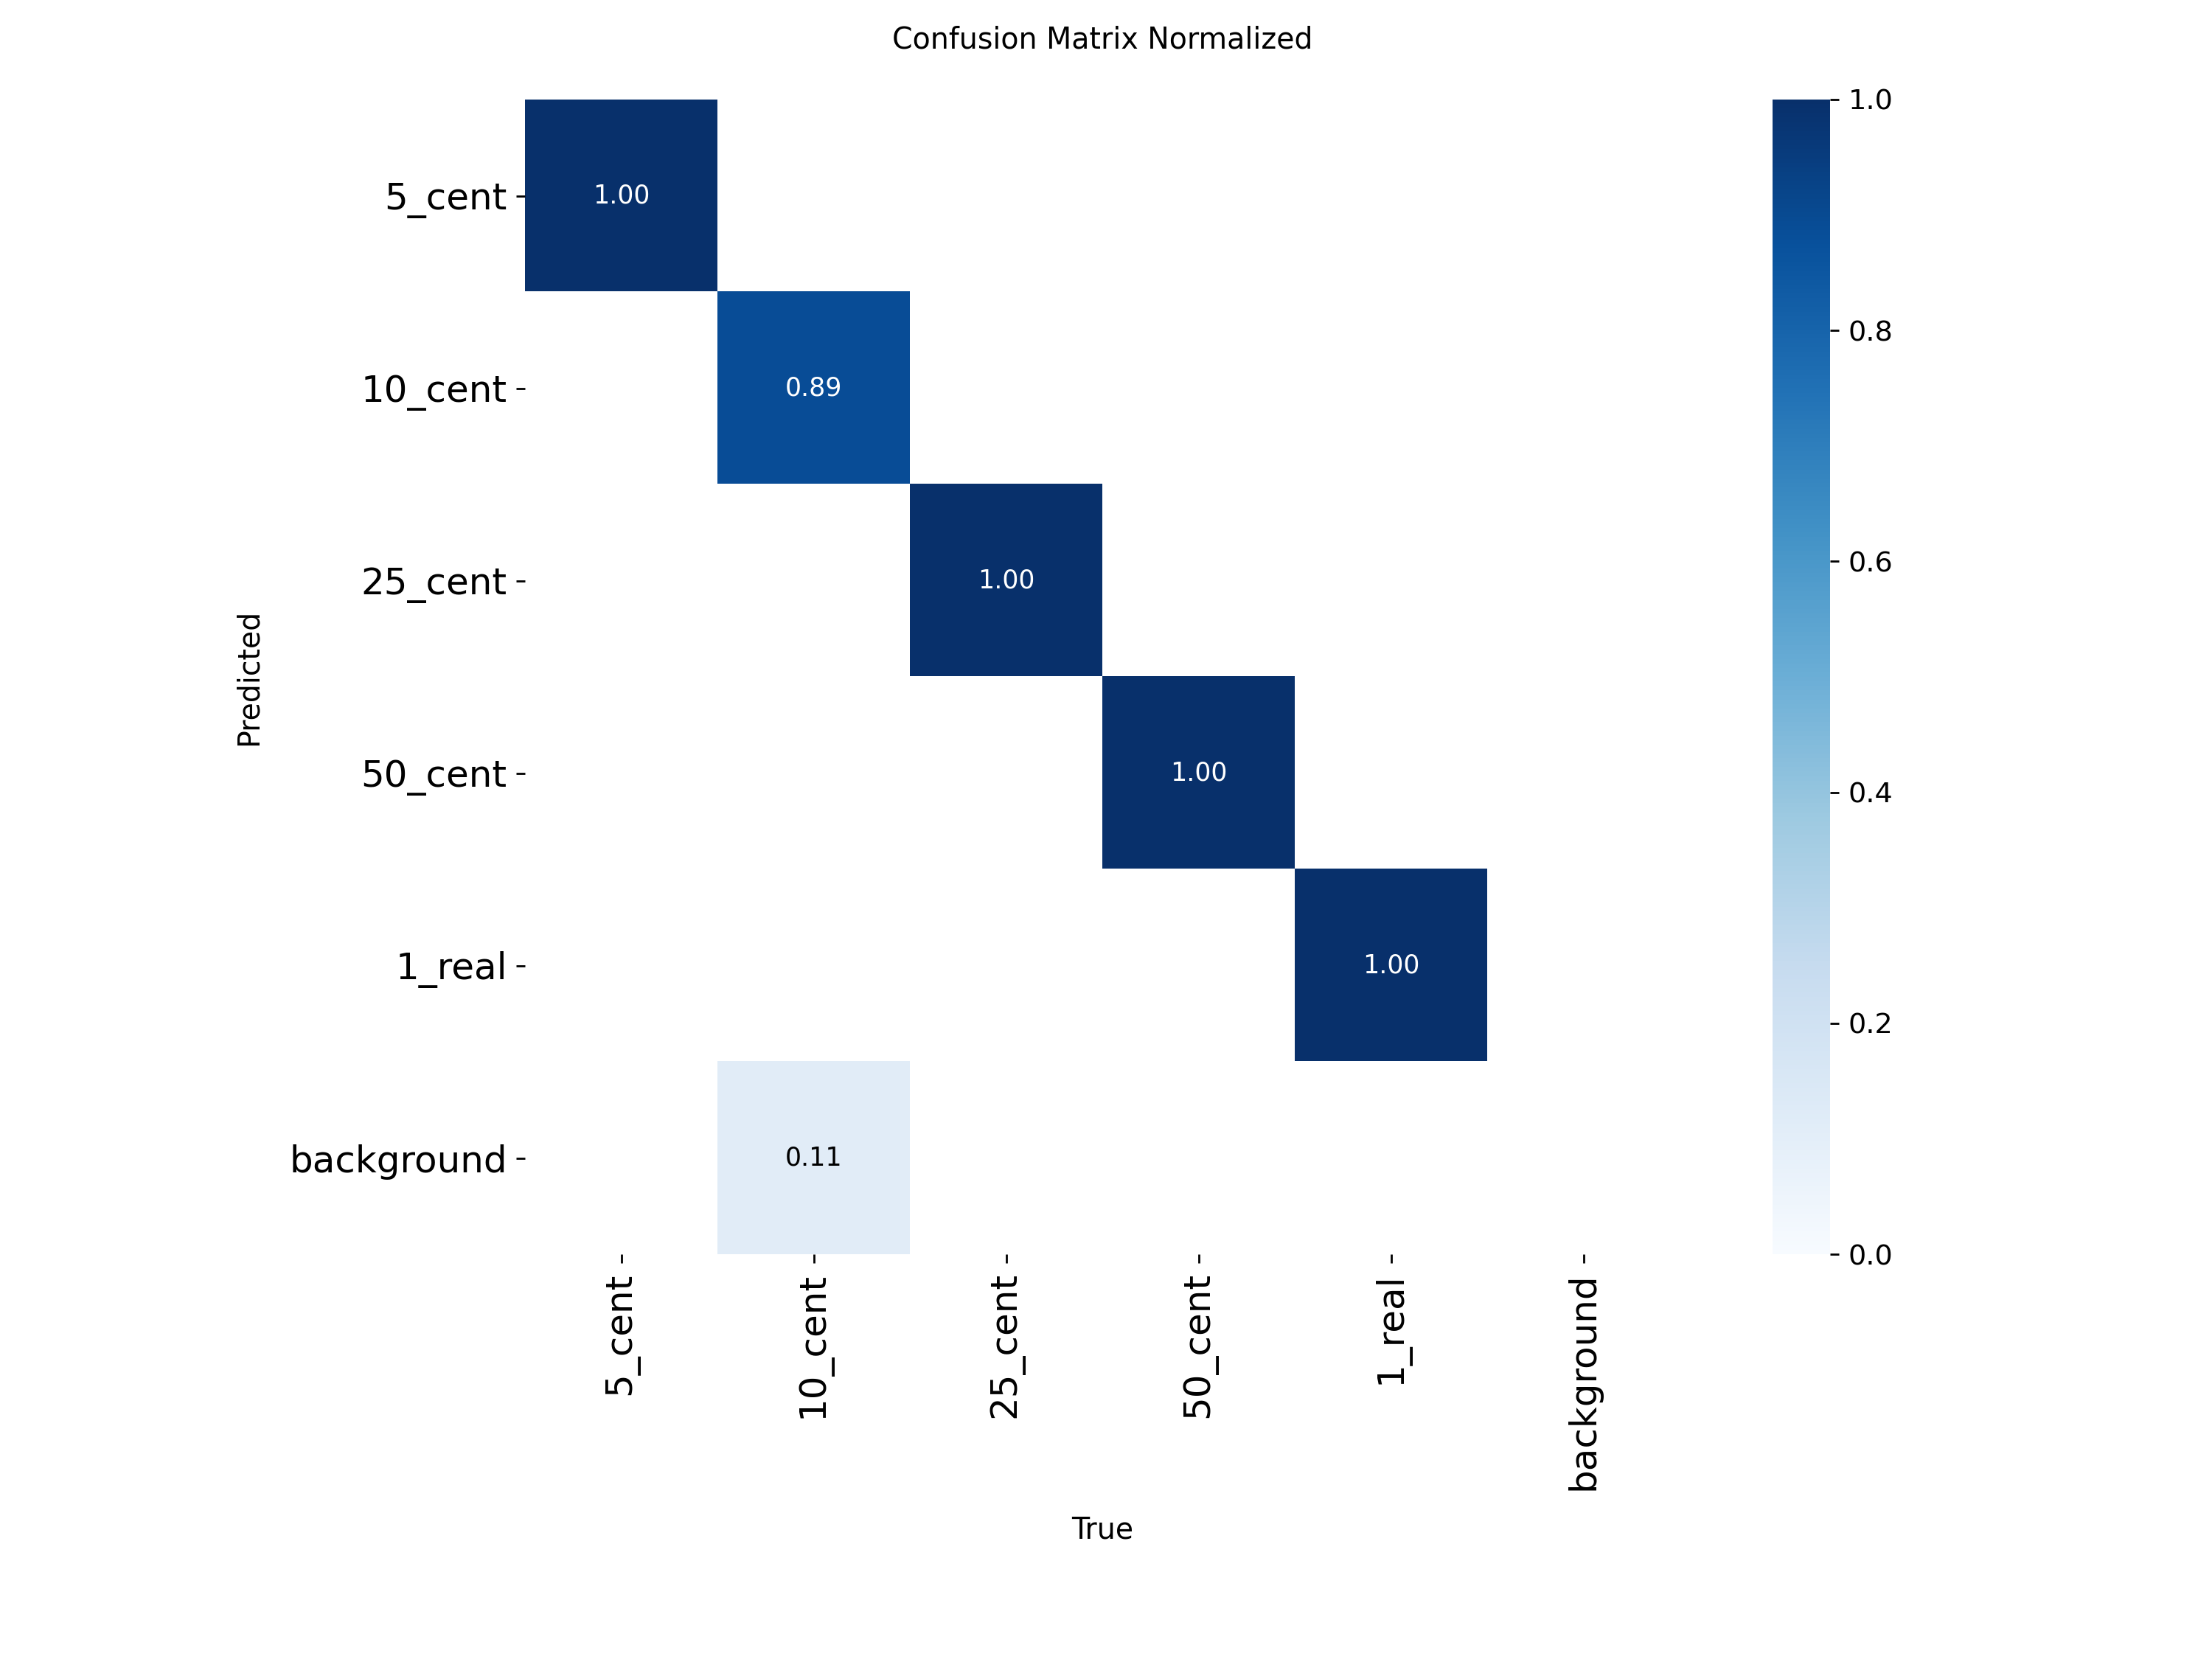 Confusion Matrix Normalized
Predicted
5_cent
10_cent
25_cent
50_cent
1_real
background
1.00
0.89
1.00
1.00
1.00
0.11
5_cent
10_cent
25_cent
50_cent
1_real
background
True
1.0
0.8
0.6
0.4
0.2
0.0